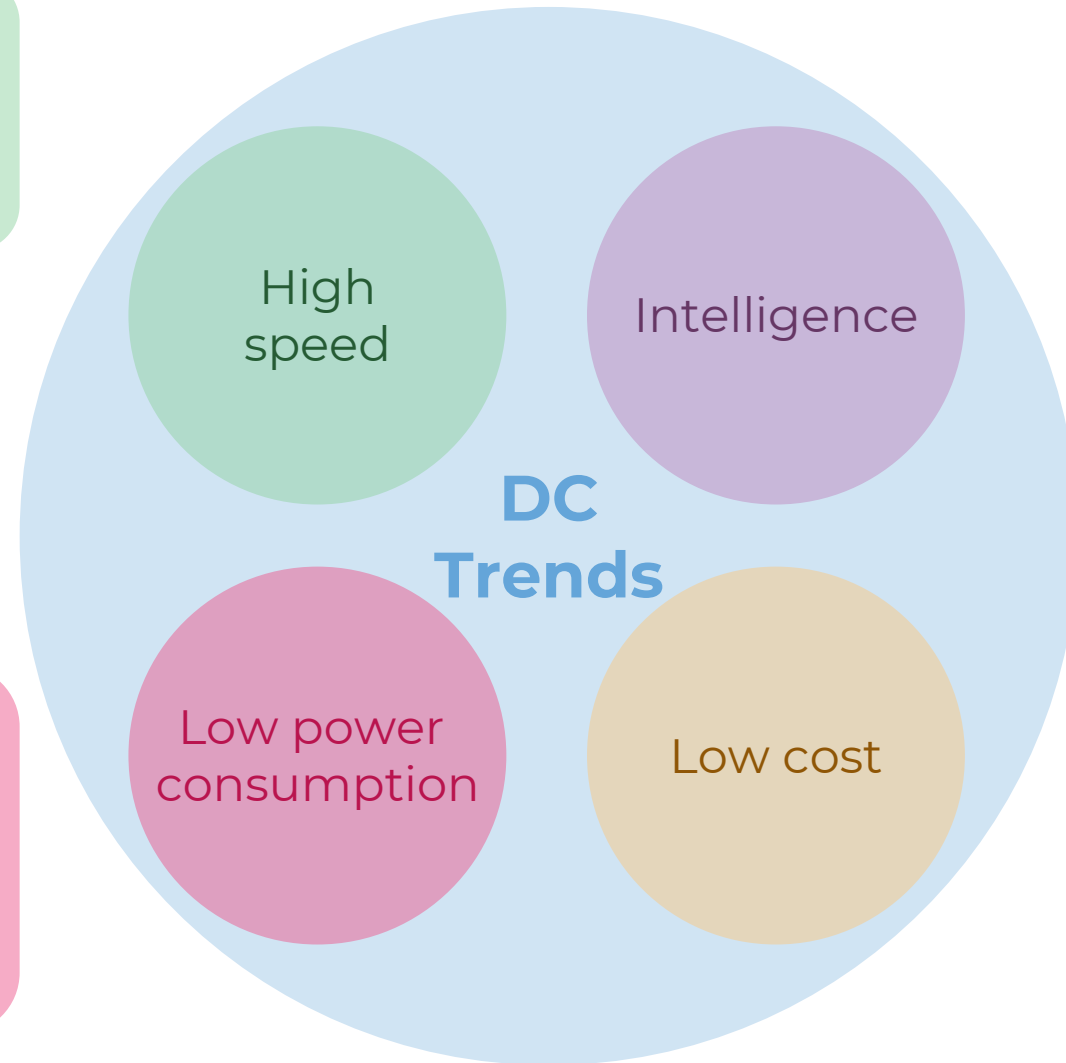 High
speed
Intelligence
DC
Trends
Low power
consumption
Low cost